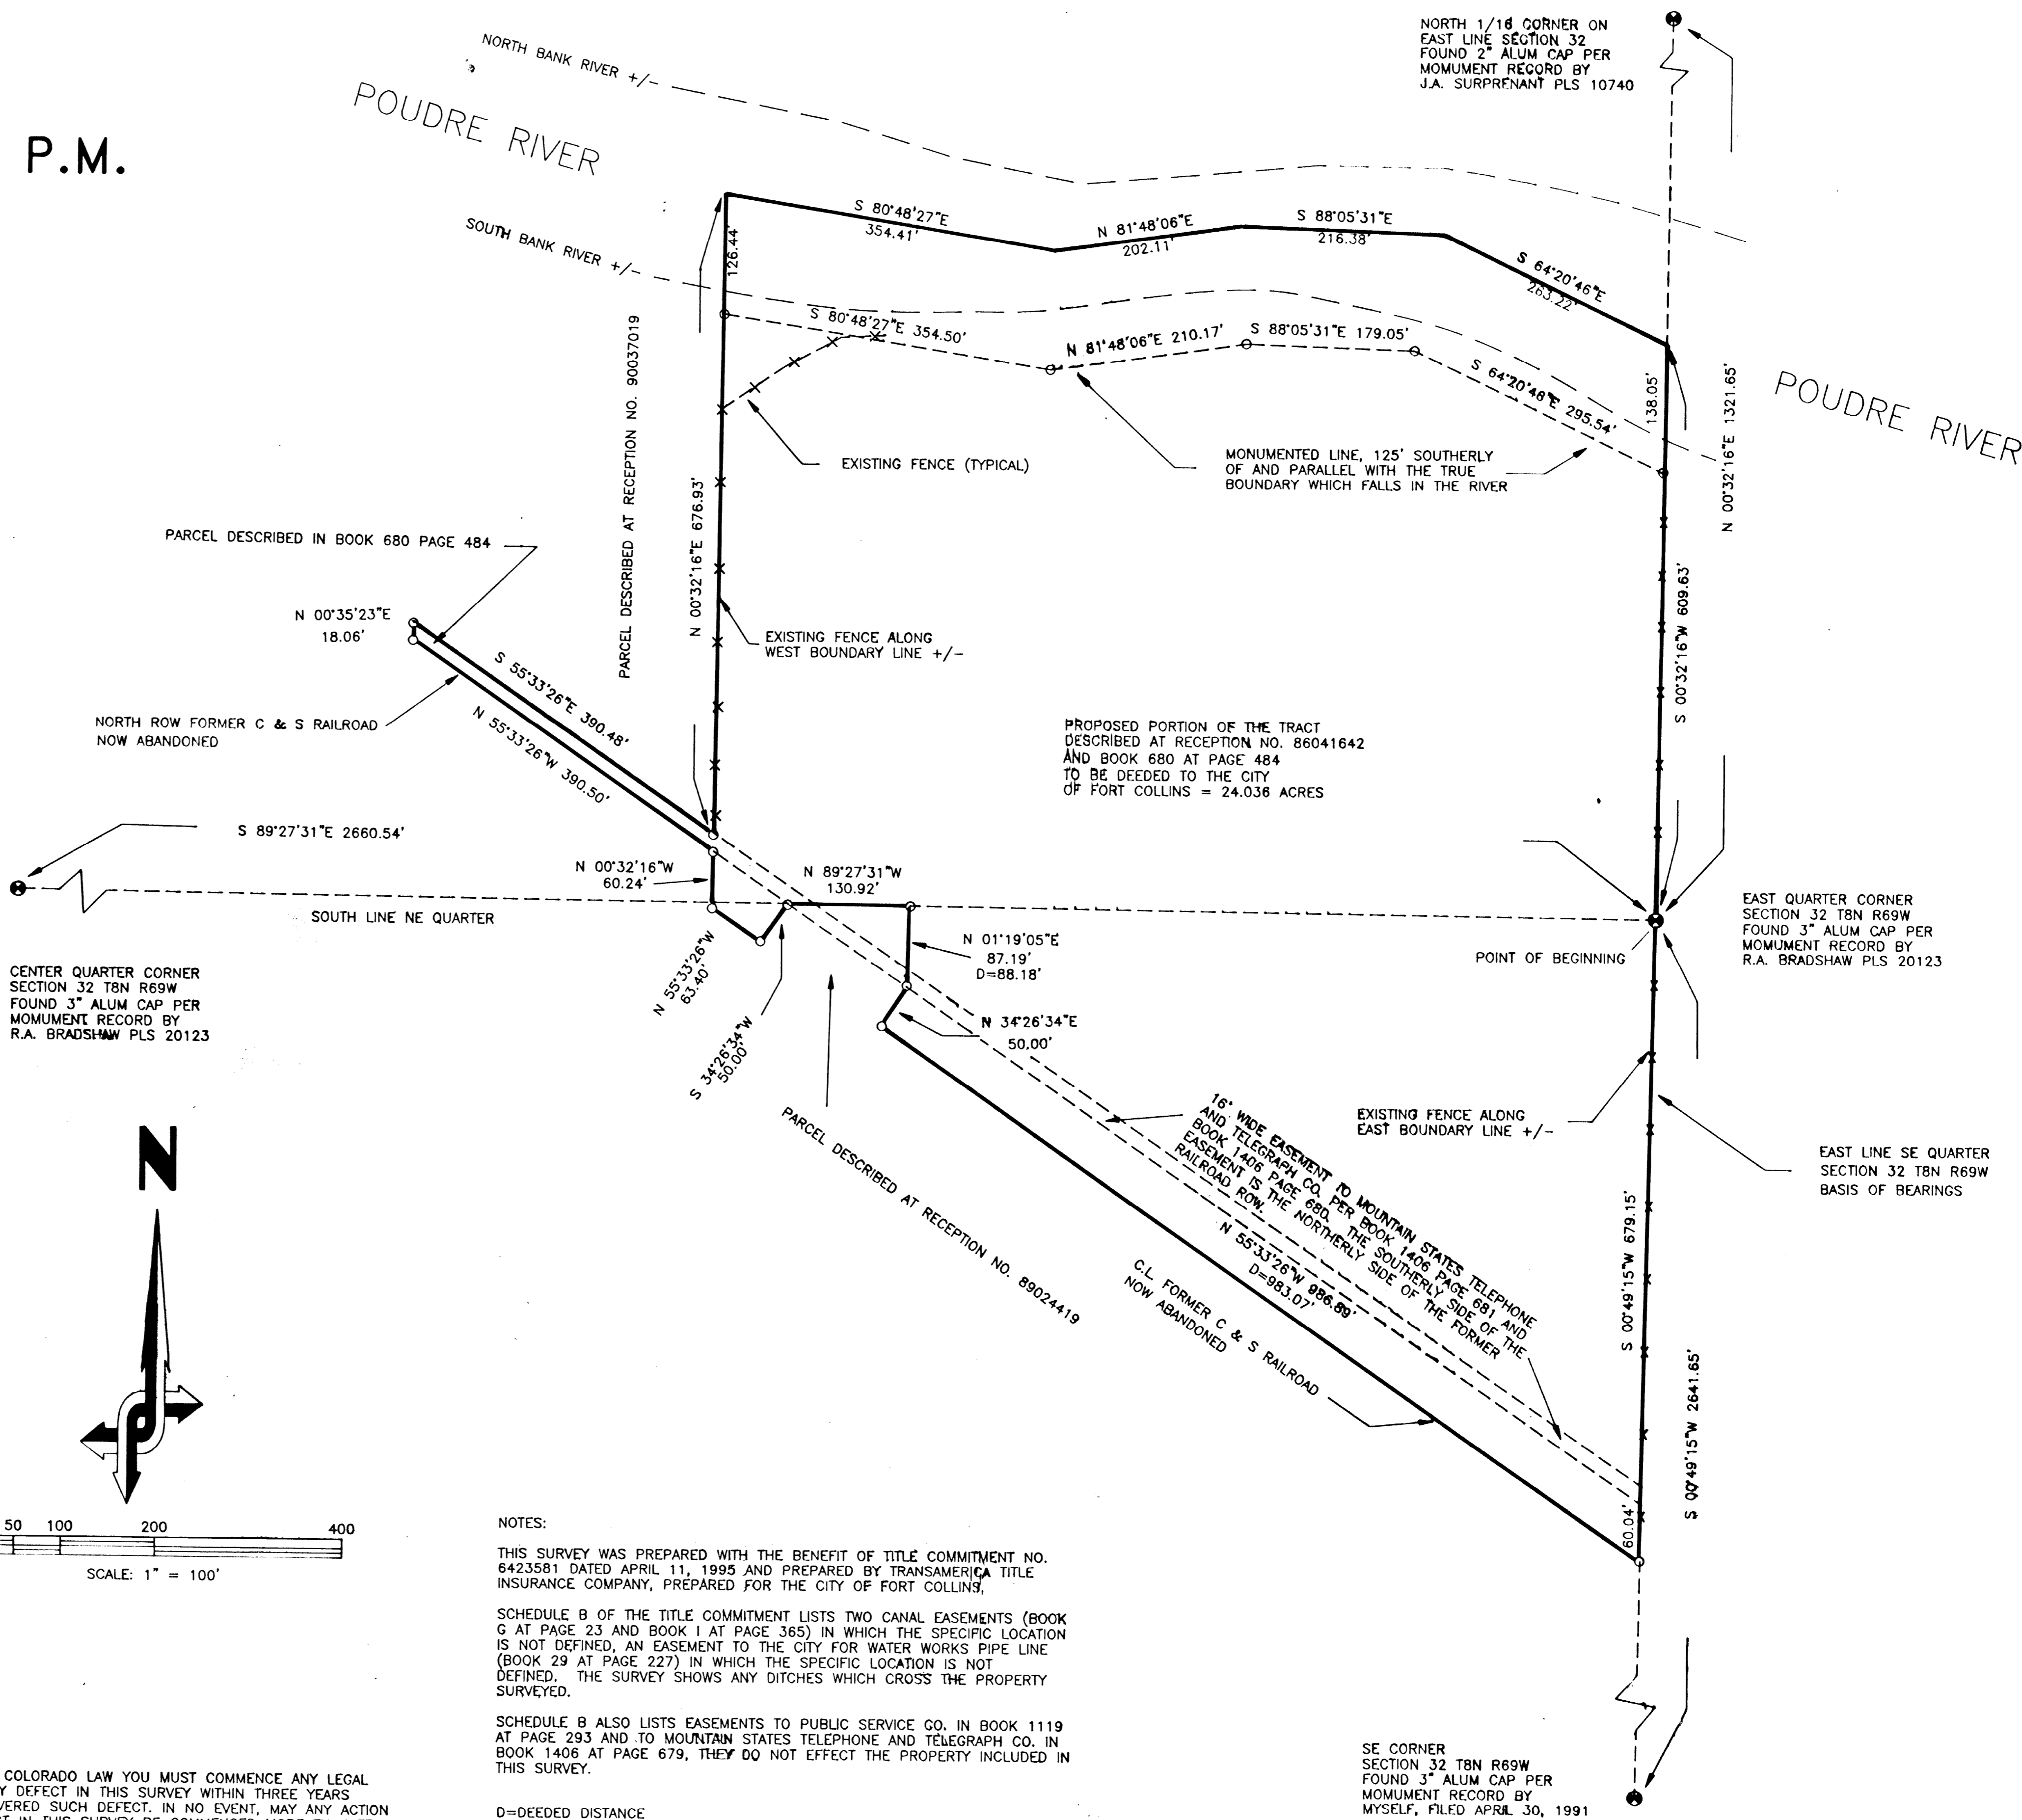 NORTH 1/16 CORNER ON
EAST LINE SECTION 32
FOUND 2" ALUM CAP PER
MOMUMENT RECORD BY
J.A. SURPRENANT PLS 10740
NORTH BANK RIVER +/-
POUDRE RIVER
P.M.
SOUTH BANK RIVER +/-
S 80°48'27"E
354.41'
N 81°48'06"E
202.11'
S 88°05'31"E
216.38'
S 64°20'46"E
263.22'
126.44'
S 80°48'27"E 354.50'
N 81°48'06"E 210.17'
S 88°05'31"E 179.05'
S 64°20'46"E 295.54'
138.05'
N 00°32'16"E 1321.65'
POUDRE RIVER
PARCEL DESCRIBED AT RECEPTION NO. 90037019
N 00°32'16"E 676.93'
EXISTING FENCE (TYPICAL)
MONUMENTED LINE, 125' SOUTHERLY
OF AND PARALLEL WITH THE TRUE
BOUNDARY WHICH FALLS IN THE RIVER
PARCEL DESCRIBED IN BOOK 680 PAGE 484
N 00°35'23"E
18.06'
S 55°33'26"E 390.48'
N 55°33'26"W 390.50'
NORTH ROW FORMER C & S RAILROAD
NOW ABANDONED
EXISTING FENCE ALONG
WEST BOUNDARY LINE +/-
S 00°32'16"W 609.63'
PROPOSED PORTION OF THE TRACT
DESCRIBED AT RECEPTION NO. 86041642
AND BOOK 680 AT PAGE 484
TO BE DEEDED TO THE CITY
OF FORT COLLINS = 24.036 ACRES
S 89°27'31"E 2660.54'
N 00°32'16"W
60.24'
N 89°27'31"W
130.92'
SOUTH LINE NE QUARTER
CENTER QUARTER CORNER
SECTION 32 T8N R69W
FOUND 3" ALUM CAP PER
MOMUMENT RECORD BY
R.A. BRADSHAW PLS 20123
N 55°33'26"W
63.40'
S 34°26'34"W
50.00'
N 01°19'05"E
87.19'
D=88.18'
N 34°26'34"E
50.00'
POINT OF BEGINNING
EAST QUARTER CORNER
SECTION 32 T8N R69W
FOUND 3" ALUM CAP PER
MOMUMENT RECORD BY
R.A. BRADSHAW PLS 20123
PARCEL DESCRIBED AT RECEPTION NO. 89024419
16' WIDE EASEMENT TO MOUNTAIN STATES TELEPHONE
AND TELEGRAPH CO. PER BOOK 1406 PAGE 681 AND
BOOK 1406 PAGE 680. THE SOUTHERLY SIDE OF THE
EASEMENT IS THE NORTHERLY SIDE OF THE FORMER
RAILROAD ROW.
N 55°33'26"W 986.89'
D=983.07'
C.L. FORMER C & S RAILROAD
NOW ABANDONED
EXISTING FENCE ALONG
EAST BOUNDARY LINE +/-
EAST LINE SE QUARTER
SECTION 32 T8N R69W
BASIS OF BEARINGS
S 00°49'15"W 679.15'
S 00°49'15"W 2641.65'
60.04'
N
50 100 200 400
SCALE: 1" = 100'
NOTES:
THIS SURVEY WAS PREPARED WITH THE BENEFIT OF TITLE COMMITMENT NO.
6423581 DATED APRIL 11, 1995 AND PREPARED BY TRANSAMERICA TITLE
INSURANCE COMPANY, PREPARED FOR THE CITY OF FORT COLLINS,
SCHEDULE B OF THE TITLE COMMITMENT LISTS TWO CANAL EASEMENTS (BOOK
G AT PAGE 23 AND BOOK I AT PAGE 365) IN WHICH THE SPECIFIC LOCATION
IS NOT DEFINED, AN EASEMENT TO THE CITY FOR WATER WORKS PIPE LINE
(BOOK 29 AT PAGE 227) IN WHICH THE SPECIFIC LOCATION IS NOT
DEFINED. THE SURVEY SHOWS ANY DITCHES WHICH CROSS THE PROPERTY
SURVEYED.
SCHEDULE B ALSO LISTS EASEMENTS TO PUBLIC SERVICE CO. IN BOOK 1119
AT PAGE 293 AND TO MOUNTAIN STATES TELEPHONE AND TELEGRAPH CO. IN
BOOK 1406 AT PAGE 679, THEY DO NOT EFFECT THE PROPERTY INCLUDED IN
THIS SURVEY.
D=DEEDED DISTANCE
COLORADO LAW YOU MUST COMMENCE ANY LEGAL
Y DEFECT IN THIS SURVEY WITHIN THREE YEARS
VERED SUCH DEFECT. IN NO EVENT, MAY ANY ACTION
SE CORNER
SECTION 32 T8N R69W
FOUND 3" ALUM CAP PER
MONUMENT RECORD BY
MYSELF, FILED APRIL 30, 1991